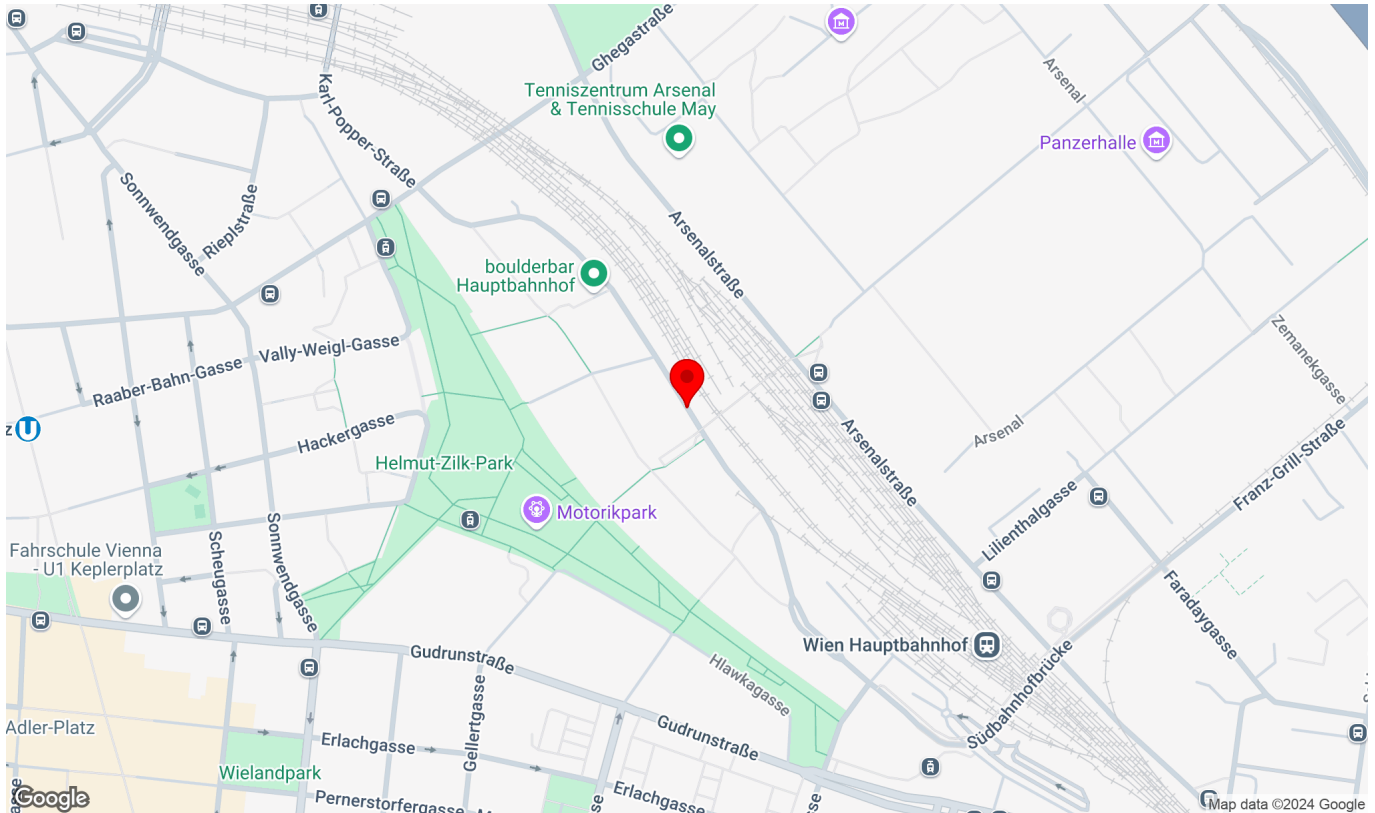 Ghegastraße
Karl-Popper-Straße
Tenniszentrum Arsenal
& Tennisschule May
Arsenal
Panzerhalle
Sonnwendgasse
Rieplstraße
Arsenalstraße
boulderbar
Hauptbahnhof
Vally-Weigl-Gasse
Raaber-Bahn-Gasse
Zemanekgasse
Hackergasse
Arsenal
Arsenalstraße
Franz-Grill-Straße
Helmut-Zilk-Park
Motorikpark
Lilienthalgasse
Fahrschule Vienna
- U1 Keplerplatz
Scheugasse
Sonnwendgasse
Faradaygasse
Wien Hauptbahnhof
Gudrunstraße
Hlawkagasse
Südbahnhofbrücke
Gellertgasse
Adler-Platz
Erlachgasse
Gudrunstraße
Wielandpark
Pernerstorfergasse
Erlachgasse
Google
Map data ©2024 Google